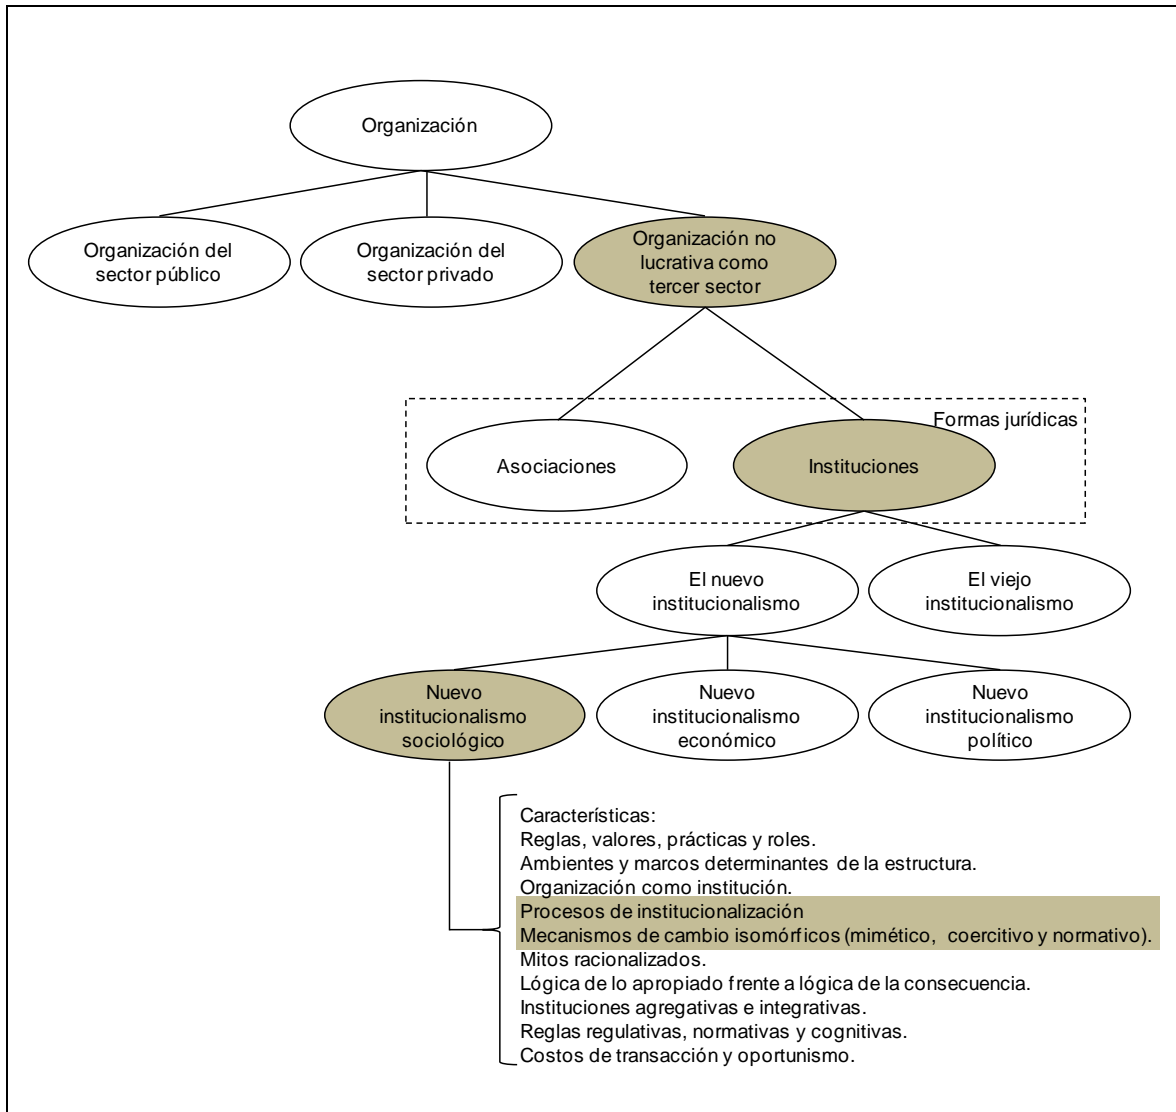 Organización
Organización del
sector público
Organización del
sector privado
Organización no
lucrativa como
tercer sector
Formas jurídicas
Asociaciones
Instituciones
El nuevo
institucionalismo
El viejo
institucionalismo
Nuevo
institucionalismo
sociológico
Nuevo
institucionalismo
económico
Nuevo
institucionalismo
político
Características:
Reglas, valores, prácticas y roles.
Ambientes y marcos determinantes de la estructura.
Organización como institución.
Procesos de institucionalización
Mecanismos de cambio isomórficos (mimético, coercitivo y normativo).
Mitos racionalizados.
Lógica de lo apropiado frente a lógica de la consecuencia.
Instituciones agregativas e integrativas.
Reglas regulativas, normativas y cognitivas.
Costos de transacción y oportunismo.